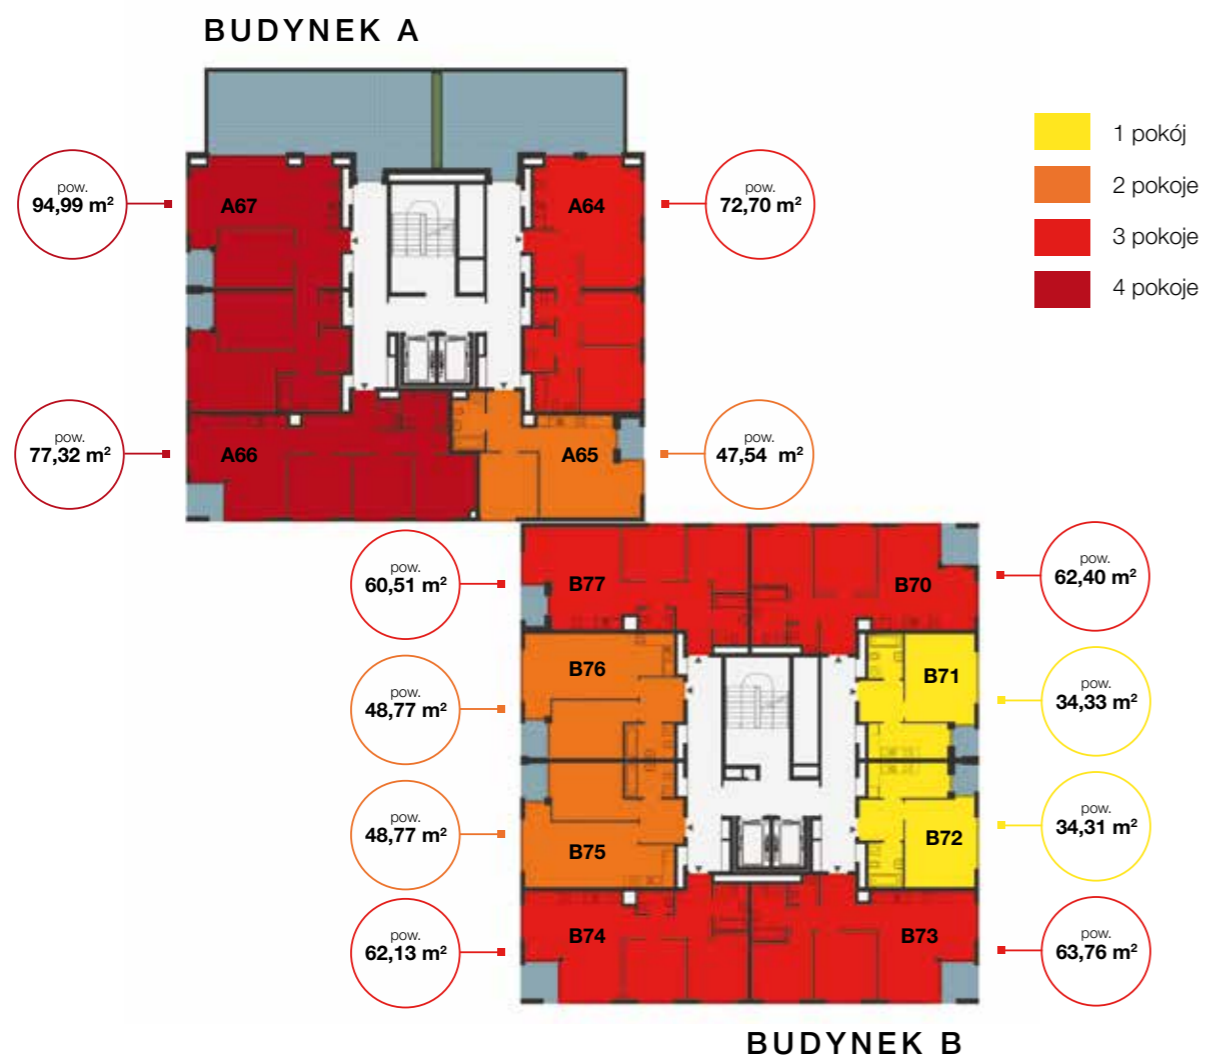 BUDYNEK A
1 pokój
2 pokoje
3 pokoje
4 pokoje
pow.
94,99 m²
A67
A64
pow.
72,70 m²
pow.
77,32 m²
A66
A65
pow.
47,54 m²
pow.
60,51 m²
B77
B70
pow.
62,40 m²
pow.
48,77 m²
B76
B71
pow.
34,33 m²
pow.
48,77 m²
B75
B72
pow.
34,31 m²
pow.
62,13 m²
B74
B73
pow.
63,76 m²
BUDYNEK B